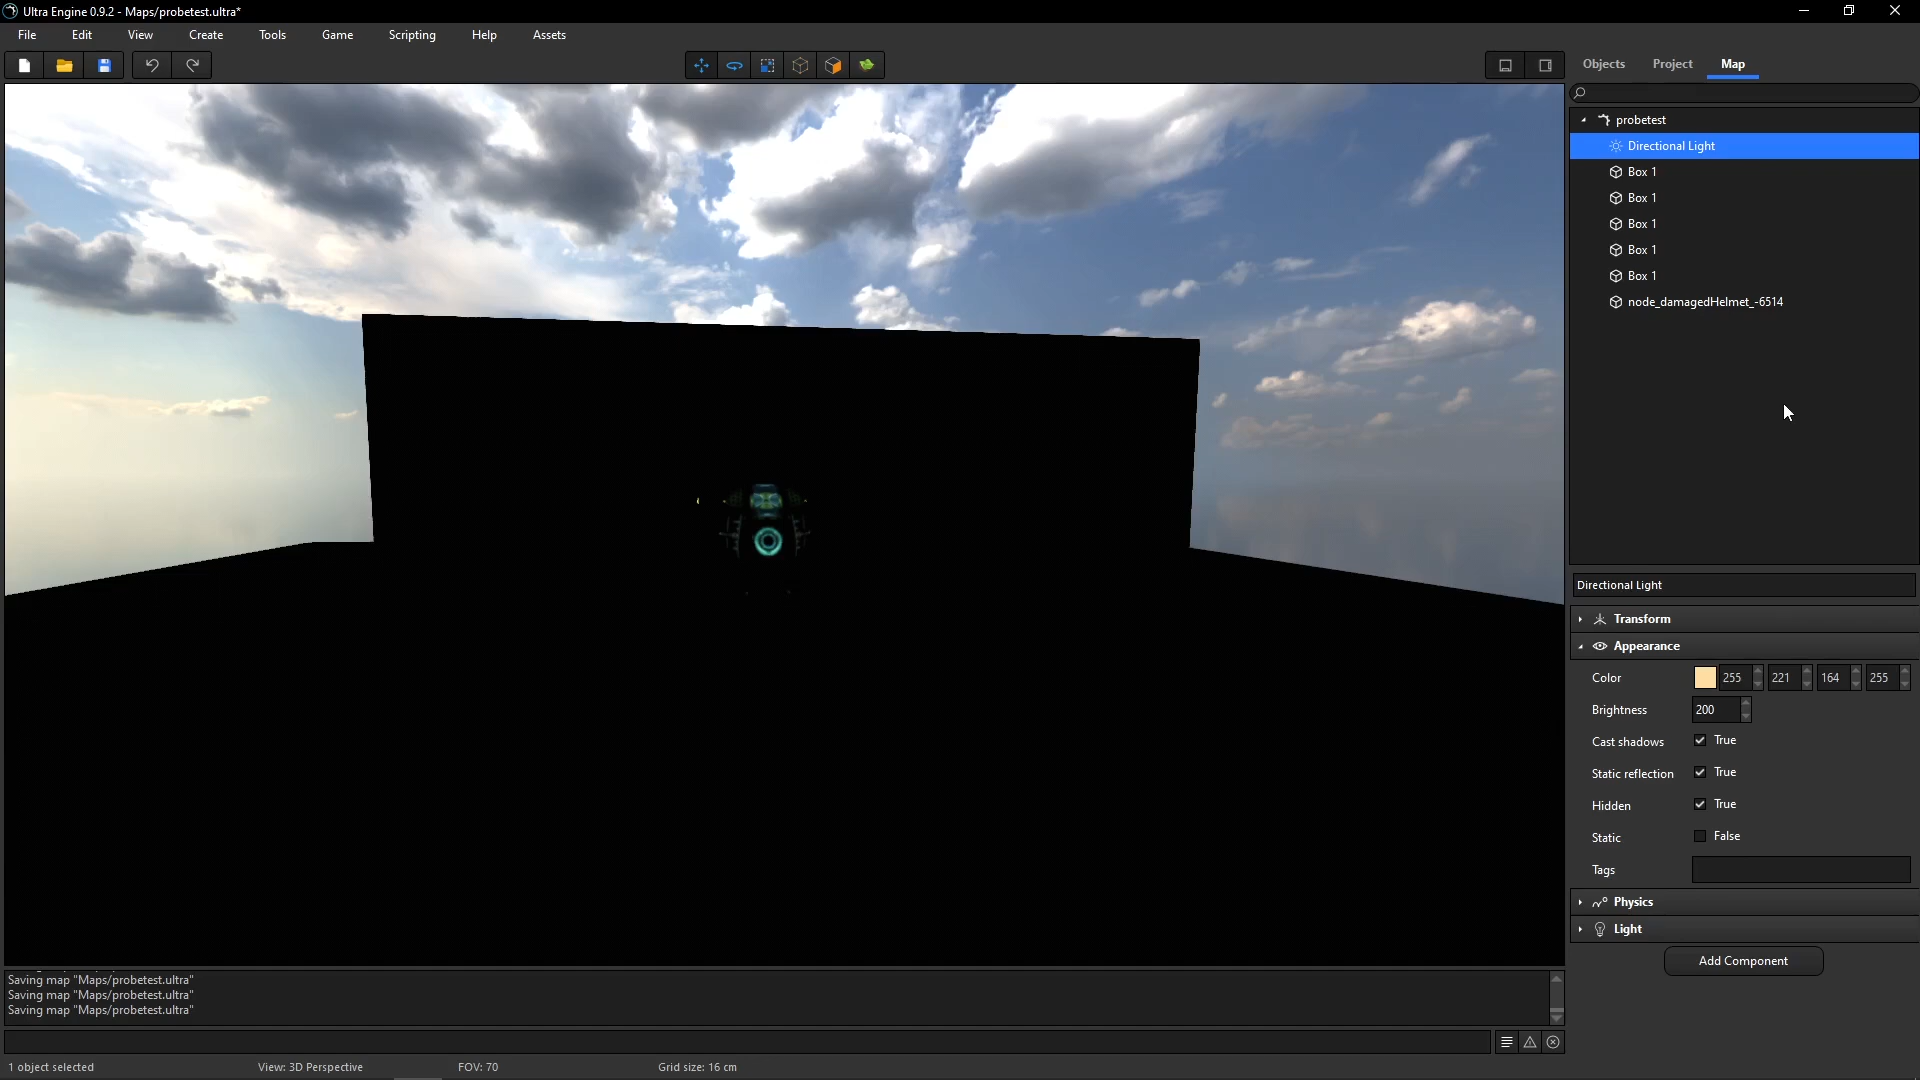 Ultra Engine 0.9.2 - Maps/probetest.ultra*
File Edit View Create Tools Game Scripting Help Assets
Objects Project Map
probetest
Directional Light
Box 1
Box 1
Box 1
Box 1
Box 1
node_damagedHelmet_-6514
Directional Light
Transform
Appearance
Color 255 221 164 255
Brightness 200
Cast shadows True
Static reflection True
Hidden True
Static False
Tags
Physics
Light
Add Component
Saving map "Maps/probetest.ultra"
Saving map "Maps/probetest.ultra"
Saving map "Maps/probetest.ultra"
1 object selected View: 3D Perspective FOV: 70 Grid size: 16 cm